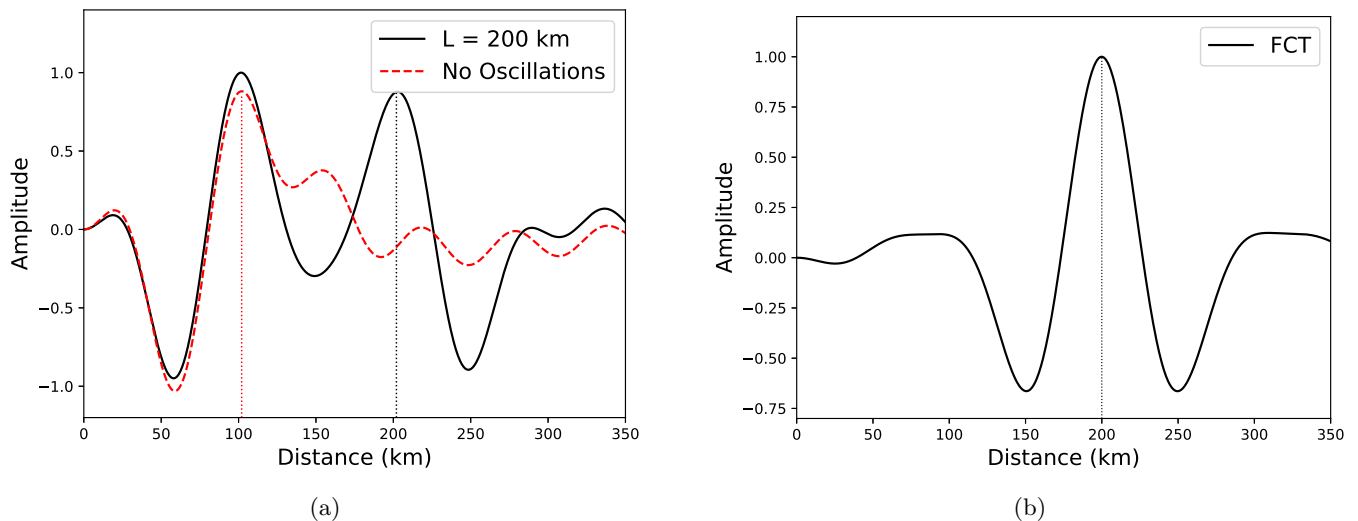 L = 200 km
No Oscillations
1.0
0.5
0.0
−0.5
−1.0
Amplitude
0 50 100 150 200 250 300 350
Distance (km)
(a)
FCT
1.00
0.75
0.50
0.25
0.00
−0.25
−0.50
−0.75
Amplitude
0 50 100 150 200 250 300 350
Distance (km)
(b)